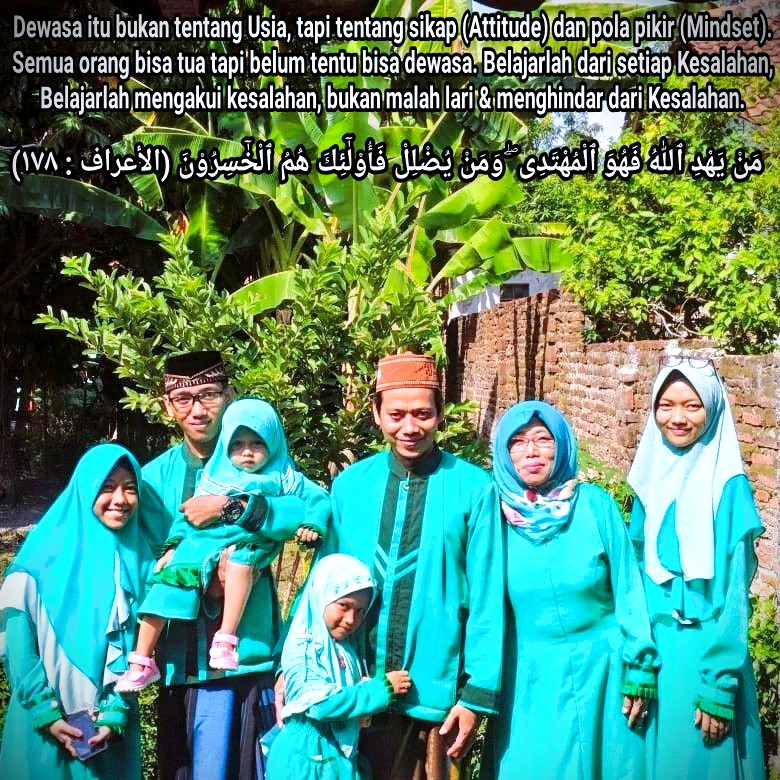 Dewasa itu bukan tentang Usia, tapi tentang sikap (Attitude) dan pola pikir (Mindset).
Semua orang bisa tua tapi belum tentu bisa dewasa. Belajarlah dari setiap Kesalahan,
Belajarlah mengakui kesalahan, bukan malah lari & menghindar dari Kesalahan.
مَنْ يَهْدِ ٱللّٰهُ فَهُوَ ٱلْمُهْتَدِى ۖ وَمَنْ يُضْلِلْ فَأُو۟لَٰٓئِكَ هُمُ ٱلْخَٰسِرُوْنَ (الأعراف : ١٧٨)